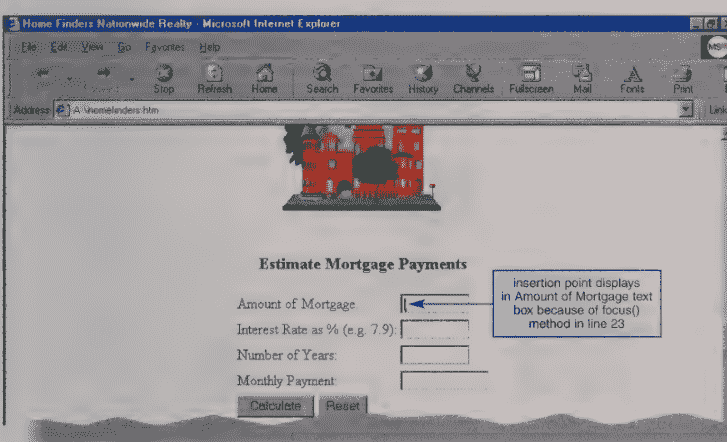 Home Finders Nationwide Realty - Microsoft Internet Explorer
File Edit View Go Favorites Help
Stop Refresh Home Search Favorites History Channels Fullscreen Mail Fonts Print
Address A:\homefinders.htm
Estimate Mortgage Payments
Amount of Mortgage
Interest Rate as % (e.g. 7.9):
Number of Years:
Monthly Payment:
Calculate Reset
insertion point displays
in Amount of Mortgage text
box because of focus()
method in line 23